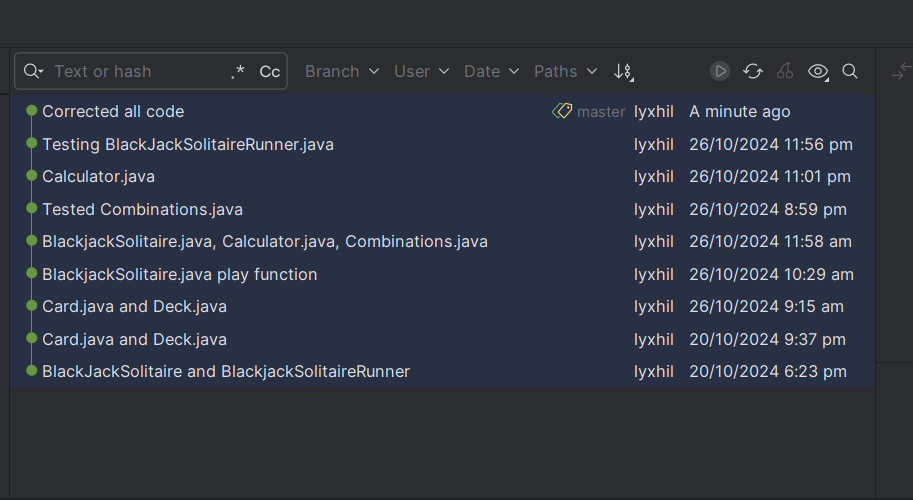 Text or hash .* Cc Branch User Date Paths
Corrected all code master lyxhil A minute ago
Testing BlackJackSolitaireRunner.java lyxhil 26/10/2024 11:56 pm
Calculator.java lyxhil 26/10/2024 11:01 pm
Tested Combinations.java lyxhil 26/10/2024 8:59 pm
BlackjackSolitaire.java, Calculator.java, Combinations.java lyxhil 26/10/2024 11:58 am
BlackjackSolitaire.java play function lyxhil 26/10/2024 10:29 am
Card.java and Deck.java lyxhil 26/10/2024 9:15 am
Card.java and Deck.java lyxhil 20/10/2024 9:37 pm
BlackJackSolitaire and BlackjackSolitaireRunner lyxhil 20/10/2024 6:23 pm